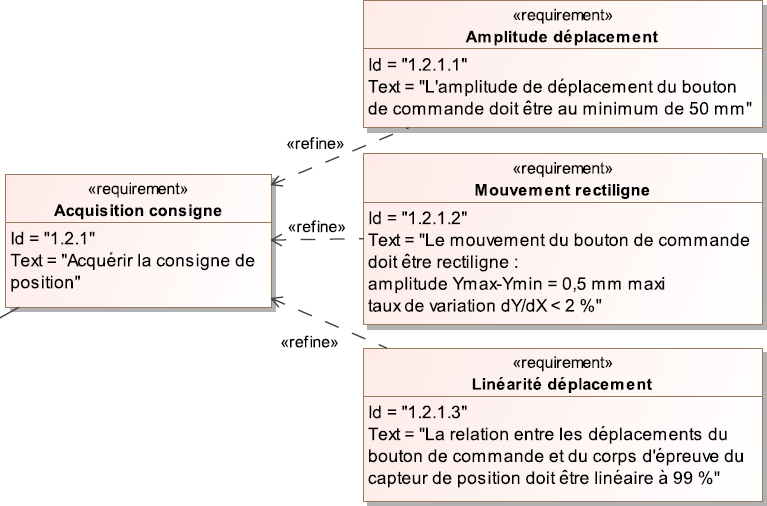 «requirement»
Amplitude déplacement
Id = "1.2.1.1"
Text = "L'amplitude de déplacement du bouton
de commande doit être au minimum de 50 mm"
«refine»
«requirement»
Acquisition consigne
Id = "1.2.1"
Text = "Acquérir la consigne de
position"
«refine»
«requirement»
Mouvement rectiligne
Id = "1.2.1.2"
Text = "Le mouvement du bouton de commande
doit être rectiligne :
amplitude Ymax-Ymin = 0,5 mm maxi
taux de variation dY/dX < 2 %"
«refine»
«requirement»
Linéarité déplacement
Id = "1.2.1.3"
Text = "La relation entre les déplacements du
bouton de commande et du corps d'épreuve du
capteur de position doit être linéaire à 99 %"